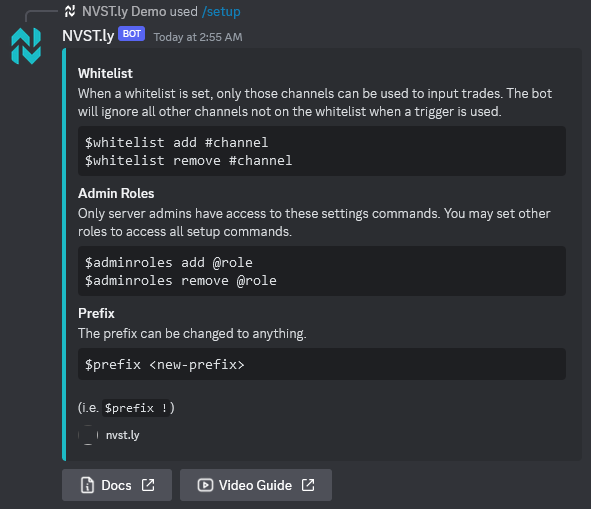 NVST.ly Demo used /setup
NVST.ly BOT Today at 2:55 AM
Whitelist
When a whitelist is set, only those channels can be used to input trades. The bot
will ignore all other channels not on the whitelist when a trigger is used.
$whitelist add #channel
$whitelist remove #channel
Admin Roles
Only server admins have access to these settings commands. You may set other
roles to access all setup commands.
$adminroles add @role
$adminroles remove @role
Prefix
The prefix can be changed to anything.
$prefix <new-prefix>
(i.e. $prefix !)
nvst.ly
Docs
Video Guide